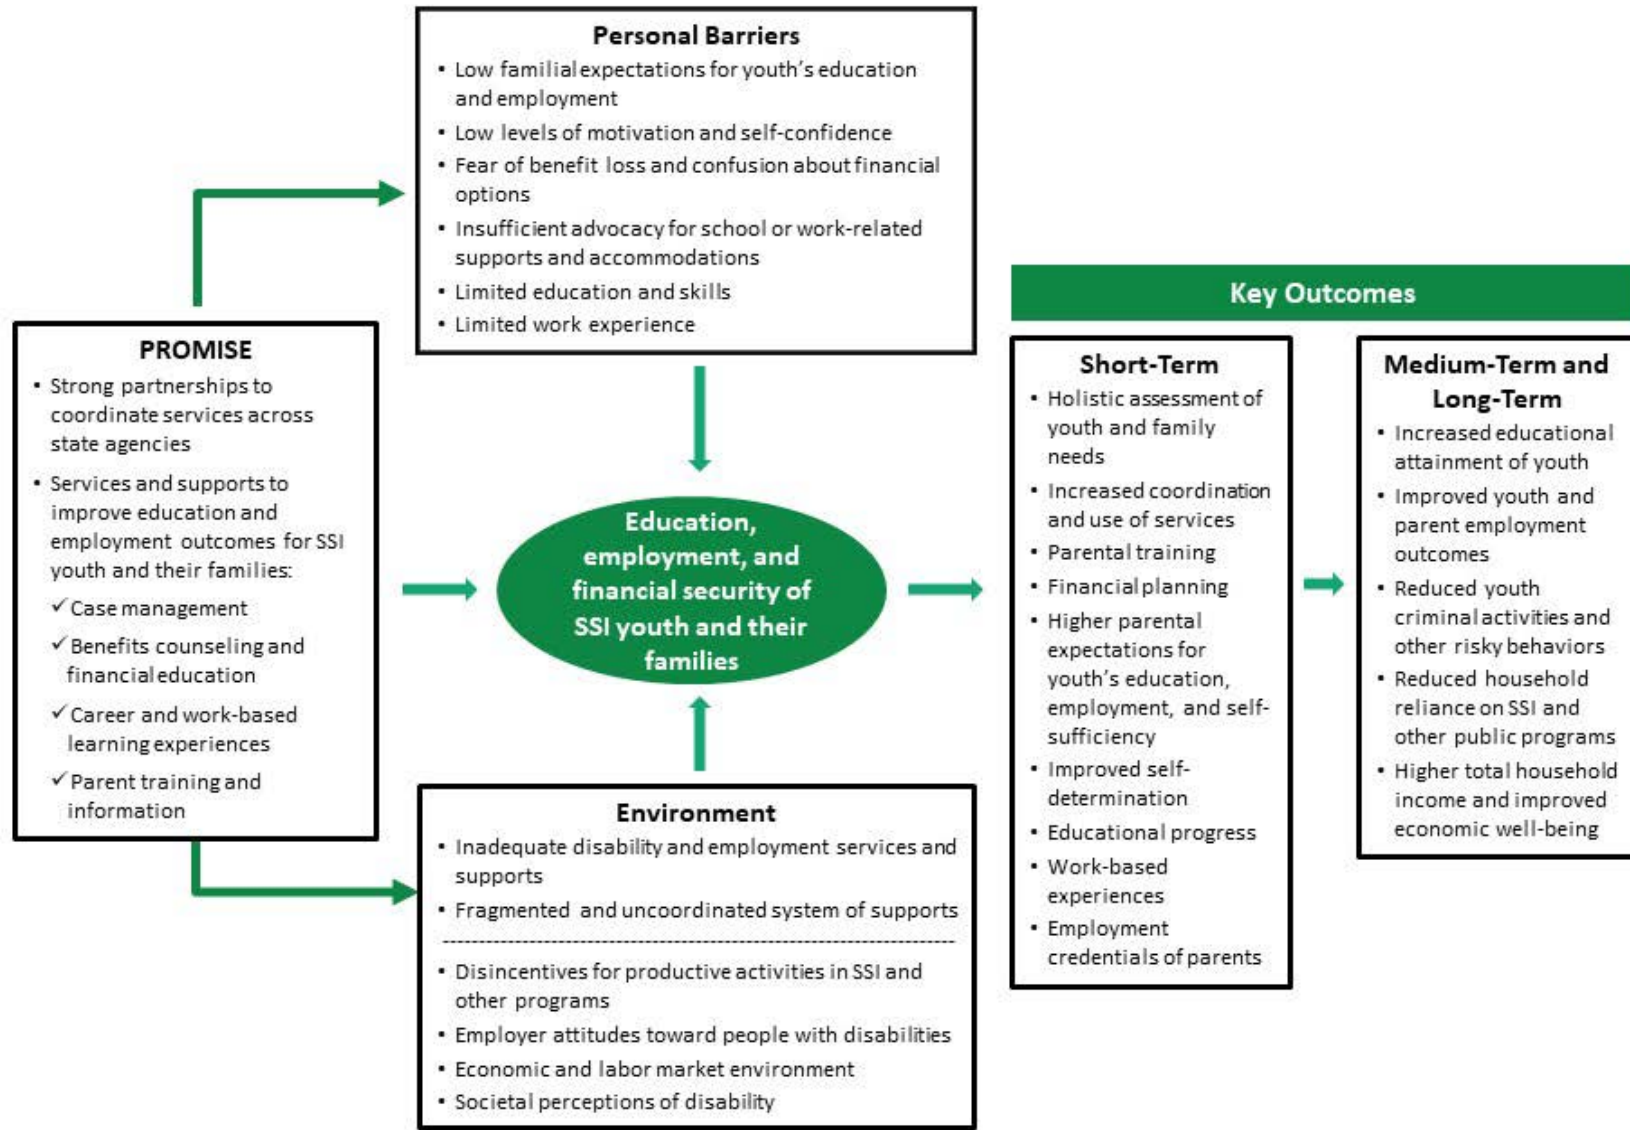 Personal Barriers
• Low familial expectations for youth's education
and employment
• Low levels of motivation and self-confidence
• Fear of benefit loss and confusion about financial
options
• Insufficient advocacy for school or work-related
supports and accommodations
• Limited education and skills
• Limited work experience
PROMISE
• Strong partnerships to
coordinate services across
state agencies
• Services and supports to
improve education and
employment outcomes for SSI
youth and their families:
✓ Case management
✓ Benefits counseling and
financial education
✓ Career and work-based
learning experiences
✓ Parent training and
information
Education,
employment, and
financial security of
SSI youth and their
families
Environment
• Inadequate disability and employment services and
supports
• Fragmented and uncoordinated system of supports
• Disincentives for productive activities in SSI and
other programs
• Employer attitudes toward people with disabilities
• Economic and labor market environment
• Societal perceptions of disability
Key Outcomes
Short-Term
• Holistic assessment of
youth and family
needs
• Increased coordination
and use of services
• Parental training
• Financial planning
• Higher parental
expectations for
youth's education,
employment, and self-
sufficiency
• Improved self-
determination
• Educational progress
• Work-based
experiences
• Employment
credentials of parents
Medium-Term and
Long-Term
• Increased educational
attainment of youth
• Improved youth and
parent employment
outcomes
• Reduced youth
criminal activities and
other risky behaviors
• Reduced household
reliance on SSI and
other public programs
• Higher total household
income and improved
economic well-being